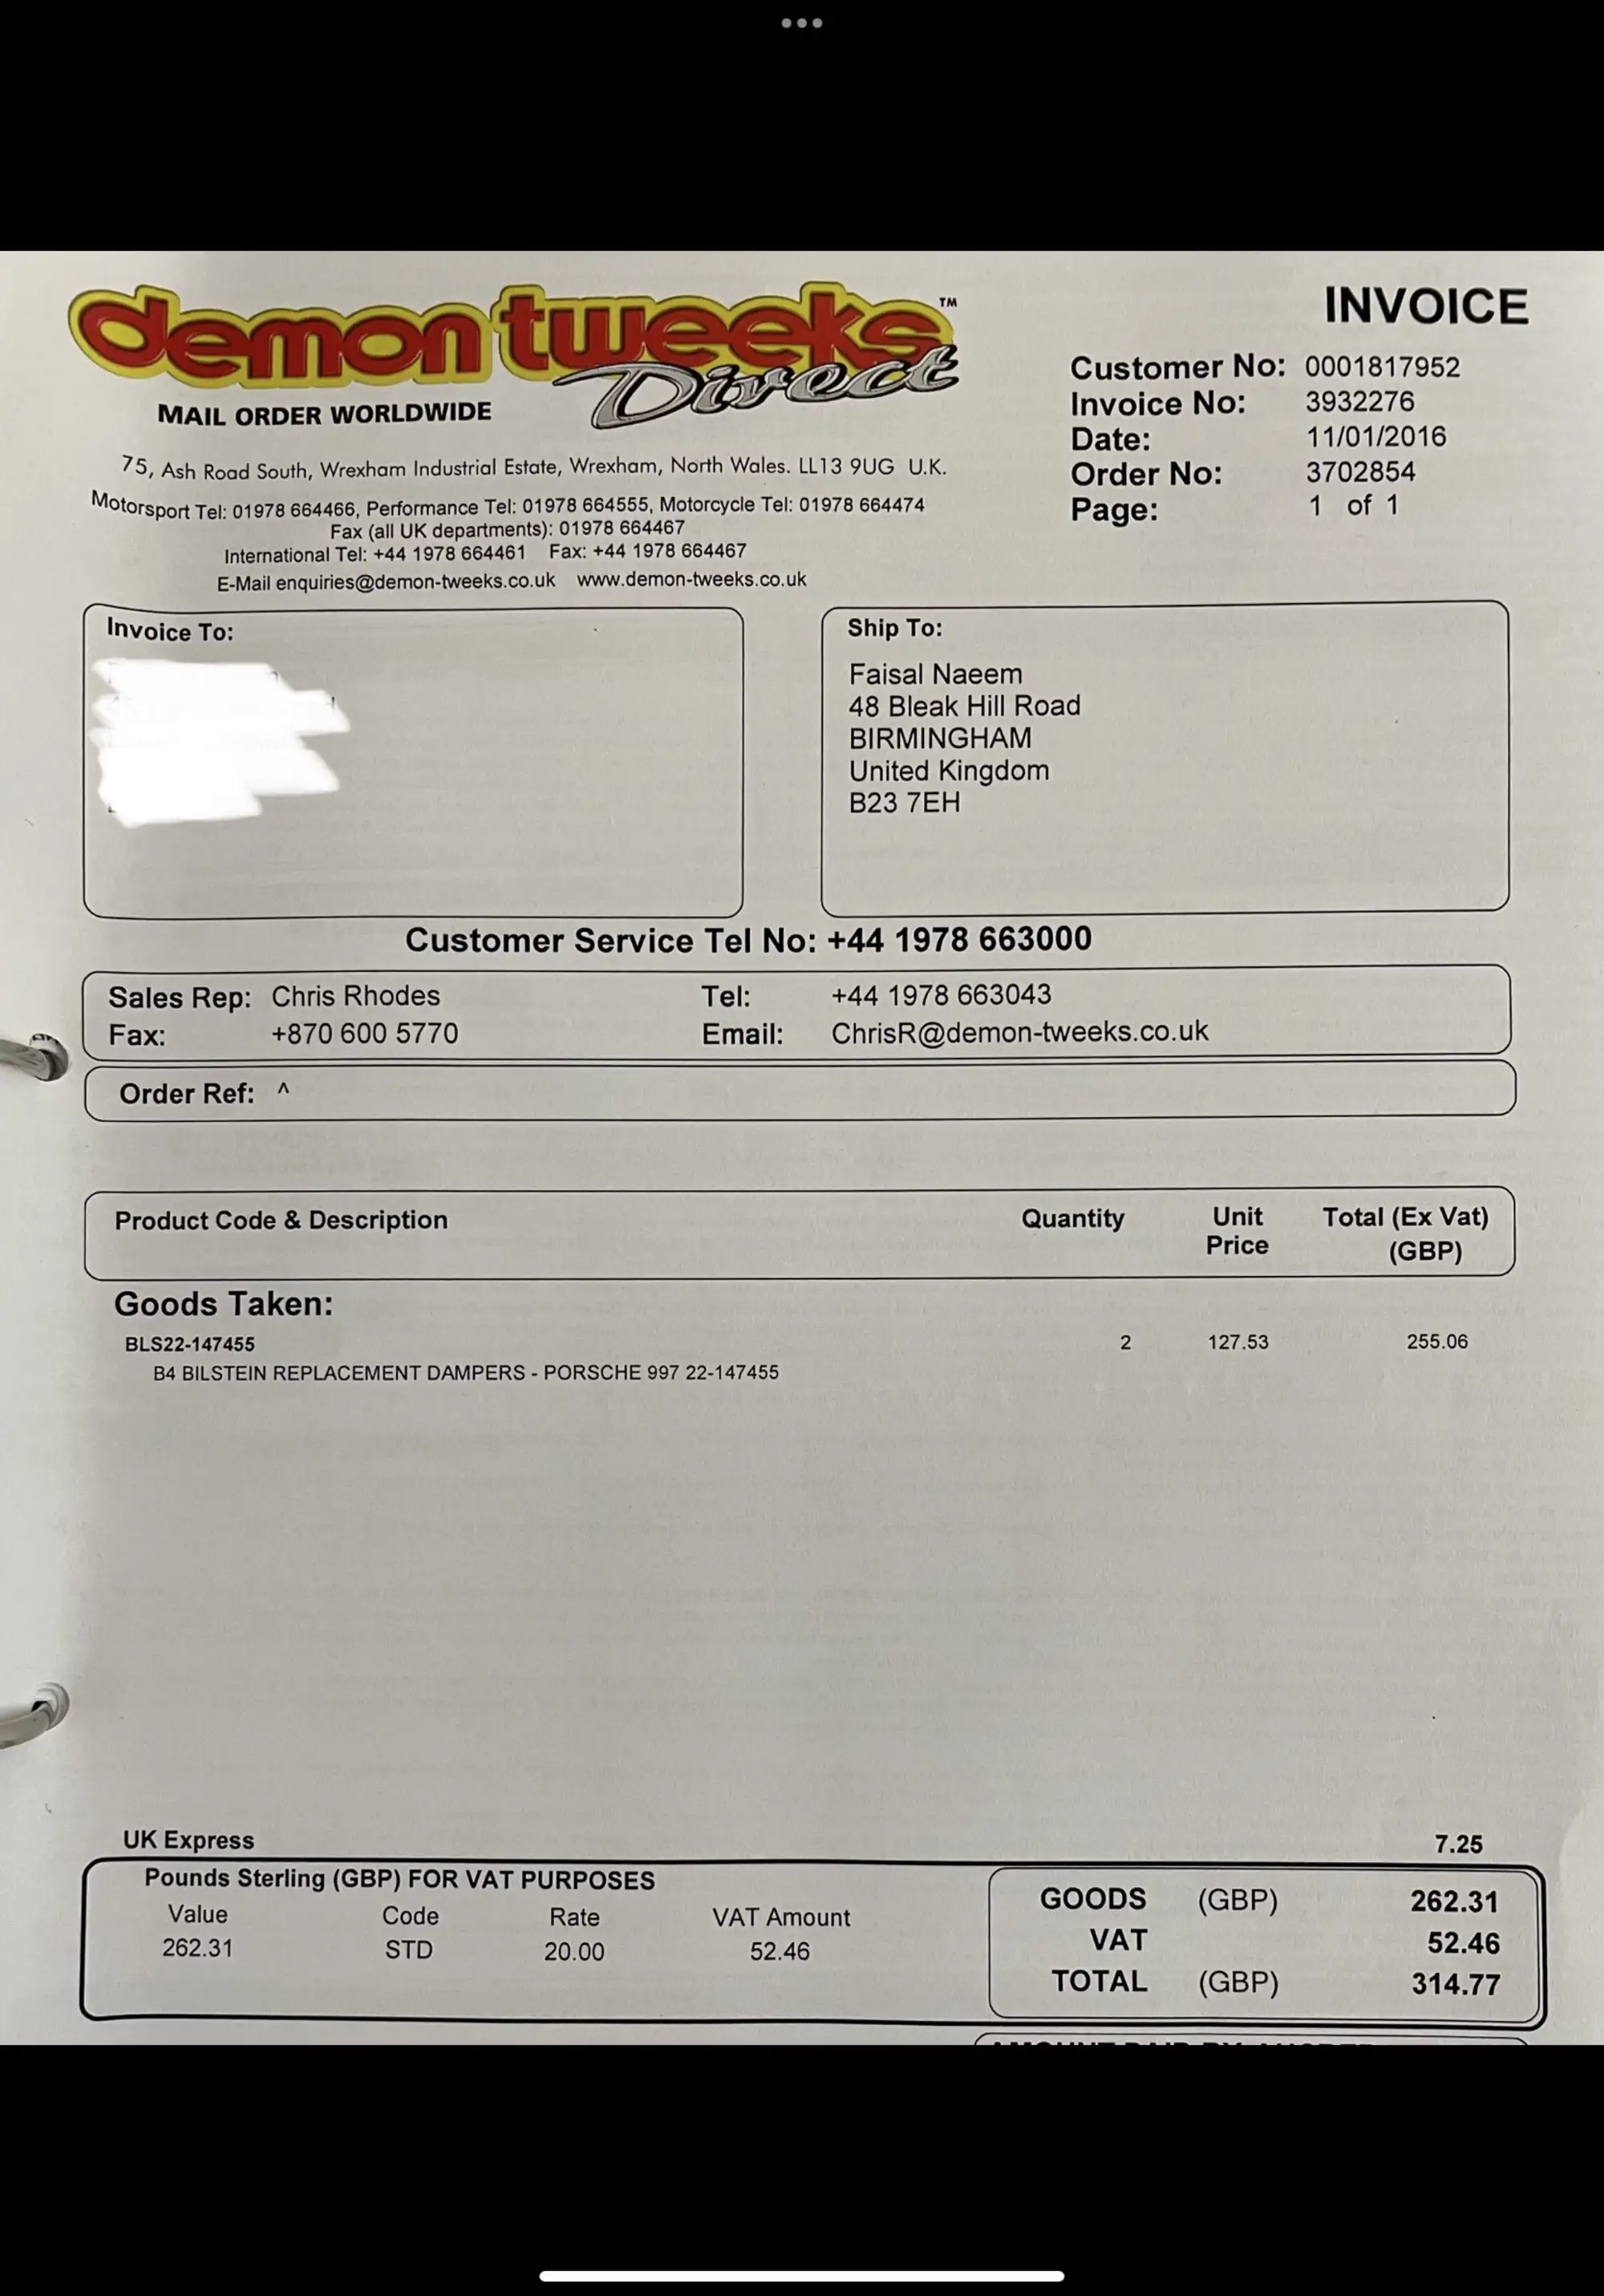 demon tweeks™
Direct
MAIL ORDER WORLDWIDE
75, Ash Road South, Wrexham Industrial Estate, Wrexham, North Wales. LL13 9UG U.K.
Motorsport Tel: 01978 664466, Performance Tel: 01978 664555, Motorcycle Tel: 01978 664474
Fax (all UK departments): 01978 664467
International Tel: +44 1978 664461 Fax: +44 1978 664467
E-Mail enquiries@demon-tweeks.co.uk www.demon-tweeks.co.uk
INVOICE
Customer No: 0001817952
Invoice No: 3932276
Date: 11/01/2016
Order No: 3702854
Page: 1 of 1
Invoice To:
Ship To:
Faisal Naeem
48 Bleak Hill Road
BIRMINGHAM
United Kingdom
B23 7EH
Customer Service Tel No: +44 1978 663000
Sales Rep: Chris Rhodes Tel: +44 1978 663043
Fax: +870 600 5770 Email: ChrisR@demon-tweeks.co.uk
Order Ref: ^
Product Code & Description Quantity Unit Price Total (Ex Vat) (GBP)
Goods Taken:
BLS22-147455 2 127.53 255.06
B4 BILSTEIN REPLACEMENT DAMPERS - PORSCHE 997 22-147455
UK Express 7.25
Pounds Sterling (GBP) FOR VAT PURPOSES
Value Code Rate VAT Amount
262.31 STD 20.00 52.46
GOODS (GBP) 262.31
VAT 52.46
TOTAL (GBP) 314.77